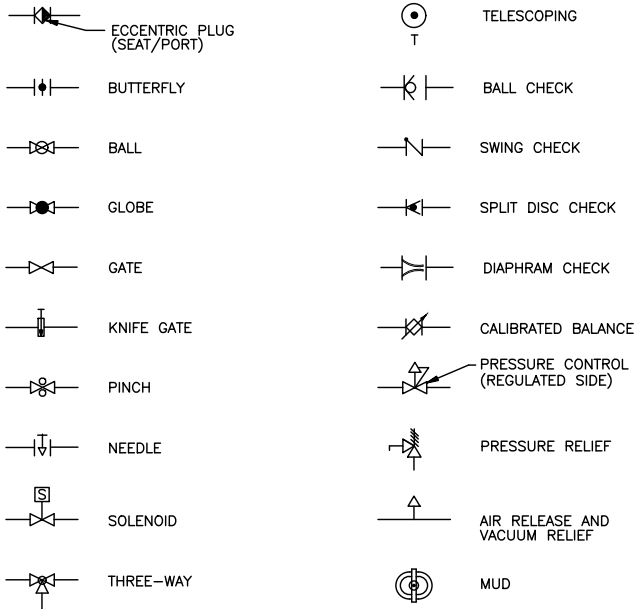 ECCENTRIC PLUG
(SEAT/PORT)
BUTTERFLY
BALL
GLOBE
GATE
KNIFE GATE
PINCH
NEEDLE
S
SOLENOID
THREE-WAY
T
TELESCOPING
BALL CHECK
SWING CHECK
SPLIT DISC CHECK
DIAPHRAM CHECK
CALIBRATED BALANCE
PRESSURE CONTROL
(REGULATED SIDE)
PRESSURE RELIEF
AIR RELEASE AND
VACUUM RELIEF
MUD